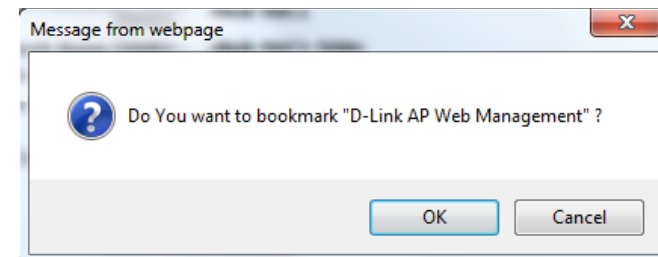 Message from webpage
Do You want to bookmark "D-Link AP Web Management" ?
OK
Cancel